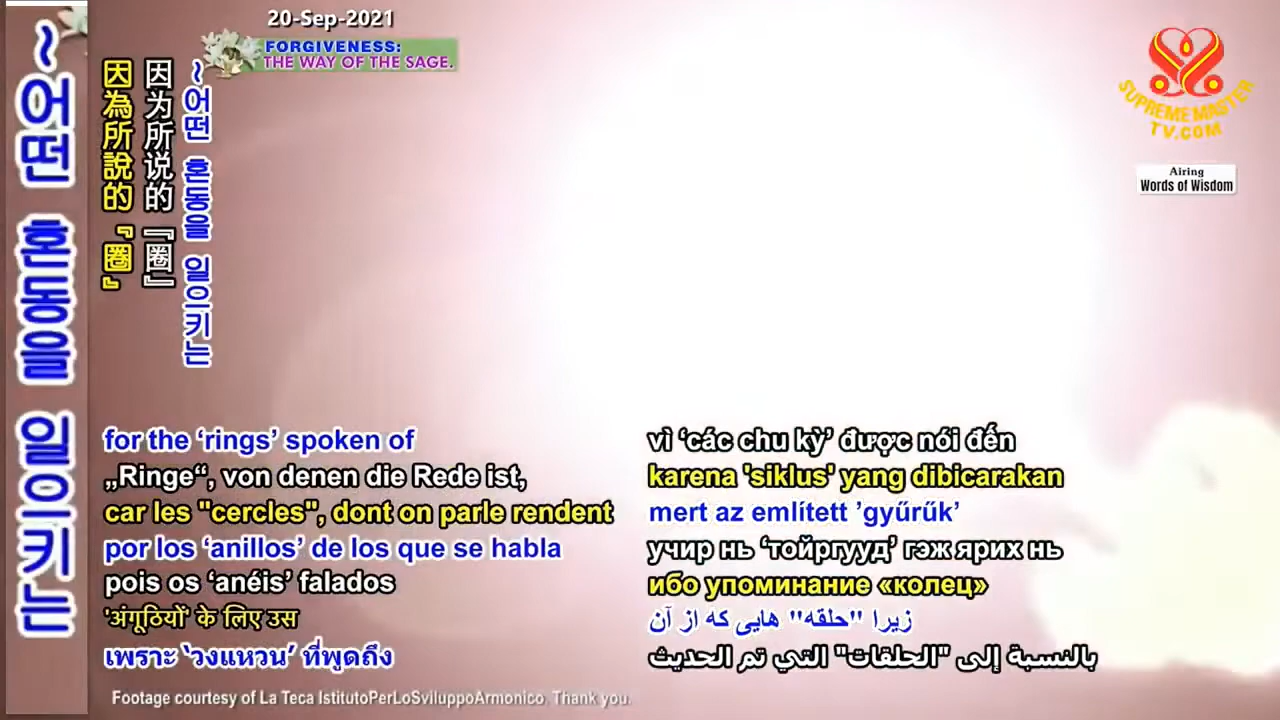 20-Sep-2021
FORGIVENESS:
THE WAY OF THE SAGE.
SUPREME MASTER
TV.COM
Airing
Words of Wisdom
~어떤 혼동을 일으키는
因為所說的『圈』
因为所说的『圈』
~어떤 혼동을 일으키는
for the ‘rings’ spoken of
„Ringe“, von denen die Rede ist,
car les "cercles", dont on parle rendent
por los ‘anillos’ de los que se habla
pois os ‘anéis’ falados
'अंगूठियों' के लिए उस
เพราะ ‘วงแหวน’ ที่พูดถึง
vì ‘các chu kỳ’ được nói đến
karena 'siklus' yang dibicarakan
mert az említett ’gyűrűk’
учир нь ‘тойргууд’ гэж ярих нь
ибо упоминание «колец»
زیرا "حلقه" هایی که از آن
بالنسبة إلى "الحلقات" التي تم الحديث
Footage courtesy of La Teca IstitutoPerLoSviluppoArmonico, Thank you.